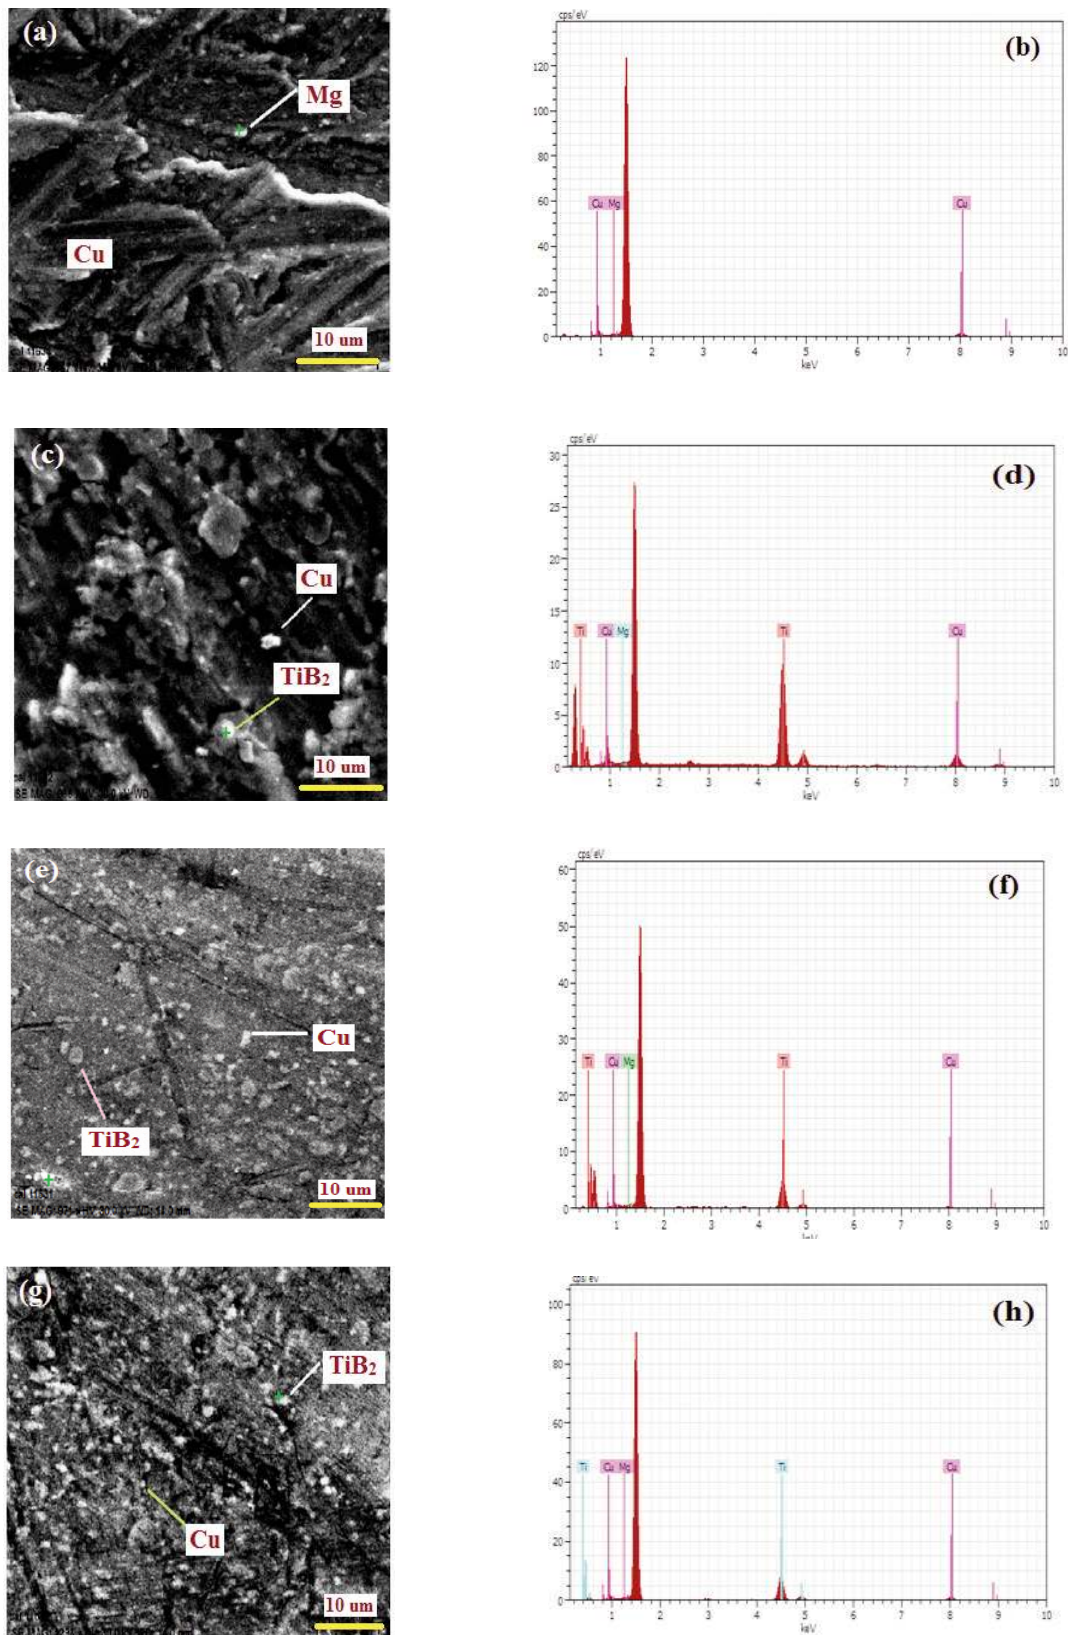 (a)
Mg
Cu
10 um
cps/eV
(b)
120
100
80
60
40
20
0
Cu Mg Cu
1 2 3 4 5 6 7 8 9 10
keV
(c)
Cu
TiB2
10 um
cps/eV
(d)
30
25
20
15
10
5
0
Ti Cu Mg Ti Cu
1 2 3 4 5 6 7 8 9 10
keV
(e)
Cu
TiB2
10 um
cps/eV
(f)
60
50
40
30
20
10
0
Ti Cu Mg Ti Cu
1 2 3 4 5 6 7 8 9 10
keV
(g)
TiB2
Cu
10 um
cps/eV
(h)
100
80
60
40
20
0
Ti Cu Mg Ti Cu
0 1 2 3 4 5 6 7 8 9 10
keV